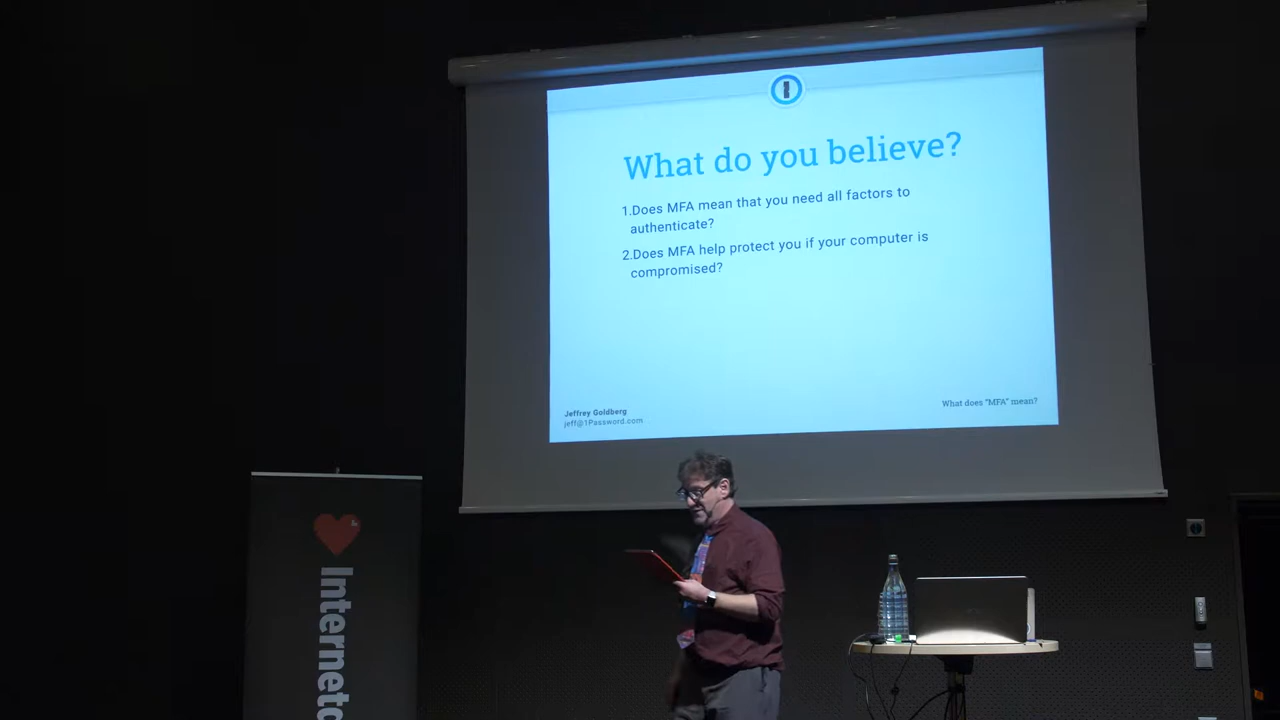 What do you believe?
1.Does MFA mean that you need all factors to
authenticate?
2.Does MFA help protect you if your computer is
compromised?
Jeffrey Goldberg
jeff@1Password.com
What does "MFA" mean?